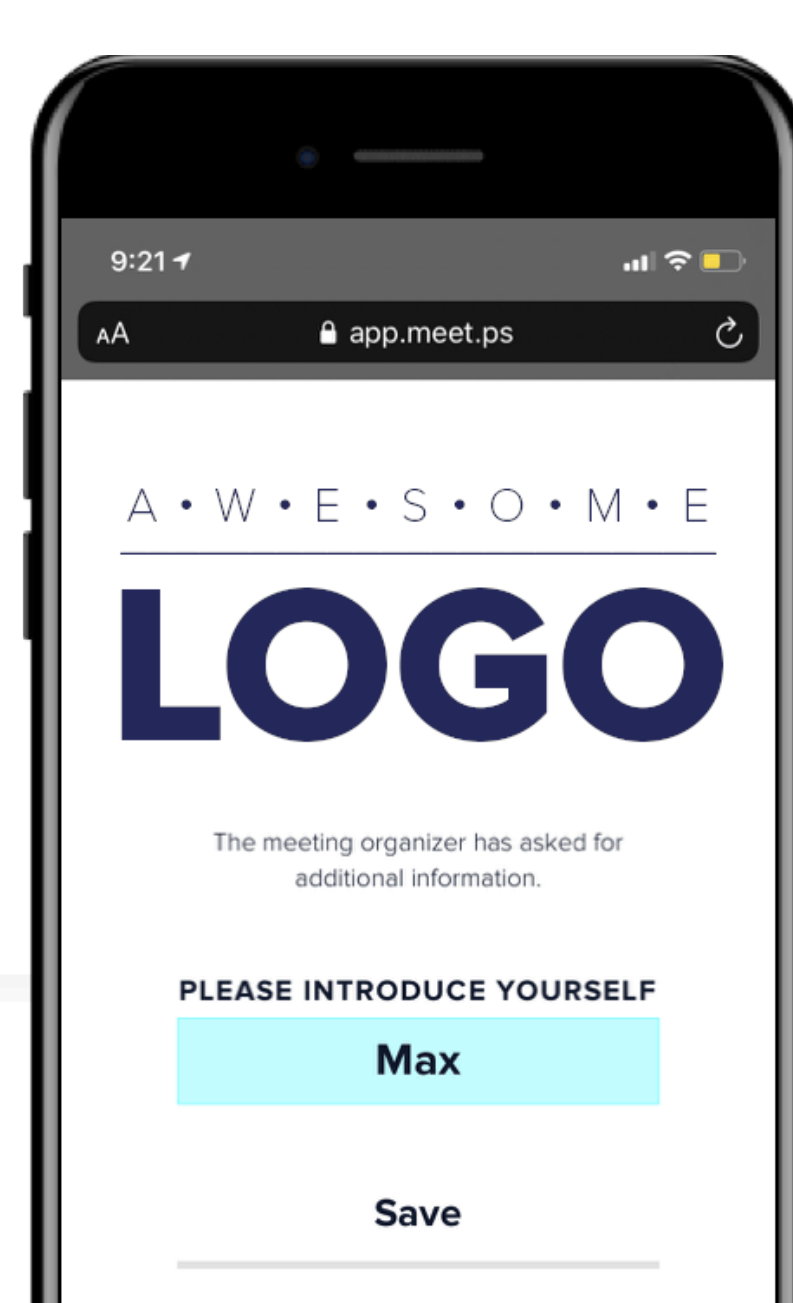 9:21
AA app.meet.ps
A • W • E • S • O • M • E
LOGO
The meeting organizer has asked for
additional information.
PLEASE INTRODUCE YOURSELF
Max
Save